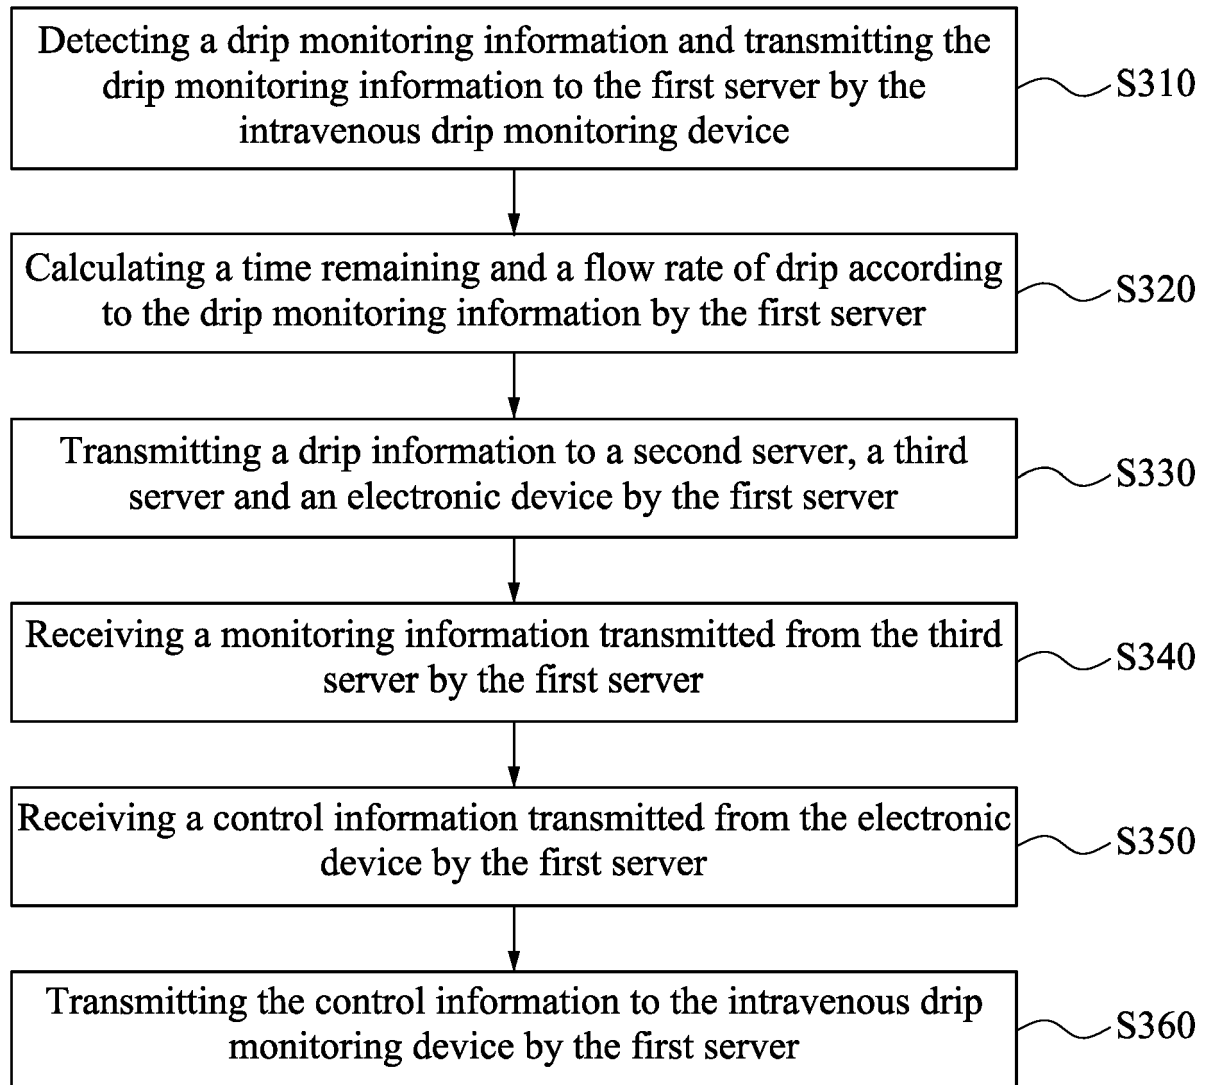 Detecting a drip monitoring information and transmitting the
drip monitoring information to the first server by the
intravenous drip monitoring device
S310
Calculating a time remaining and a flow rate of drip according
to the drip monitoring information by the first server
S320
Transmitting a drip information to a second server, a third
server and an electronic device by the first server
S330
Receiving a monitoring information transmitted from the third
server by the first server
S340
Receiving a control information transmitted from the electronic
device by the first server
S350
Transmitting the control information to the intravenous drip
monitoring device by the first server
S360